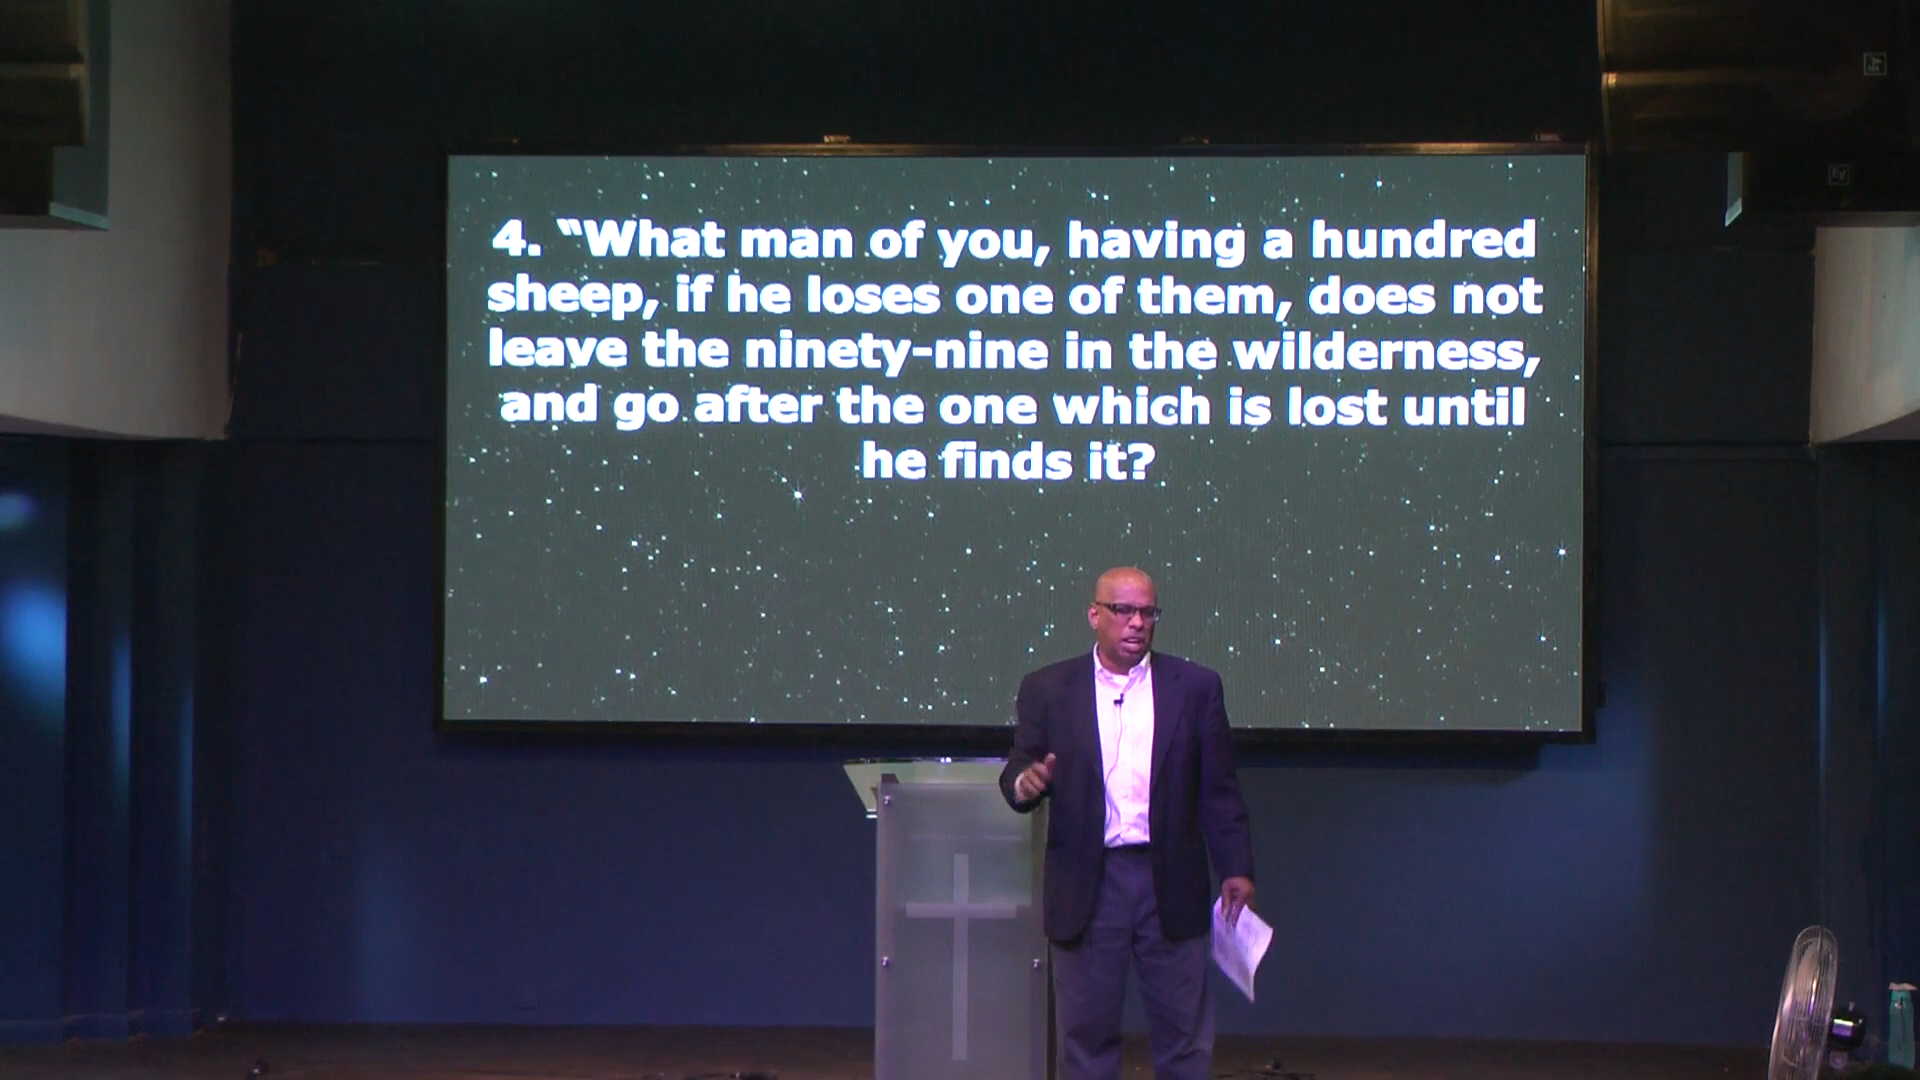 4. “What man of you, having a hundred
sheep, if he loses one of them, does not
leave the ninety-nine in the wilderness,
and go after the one which is lost until
he finds it?